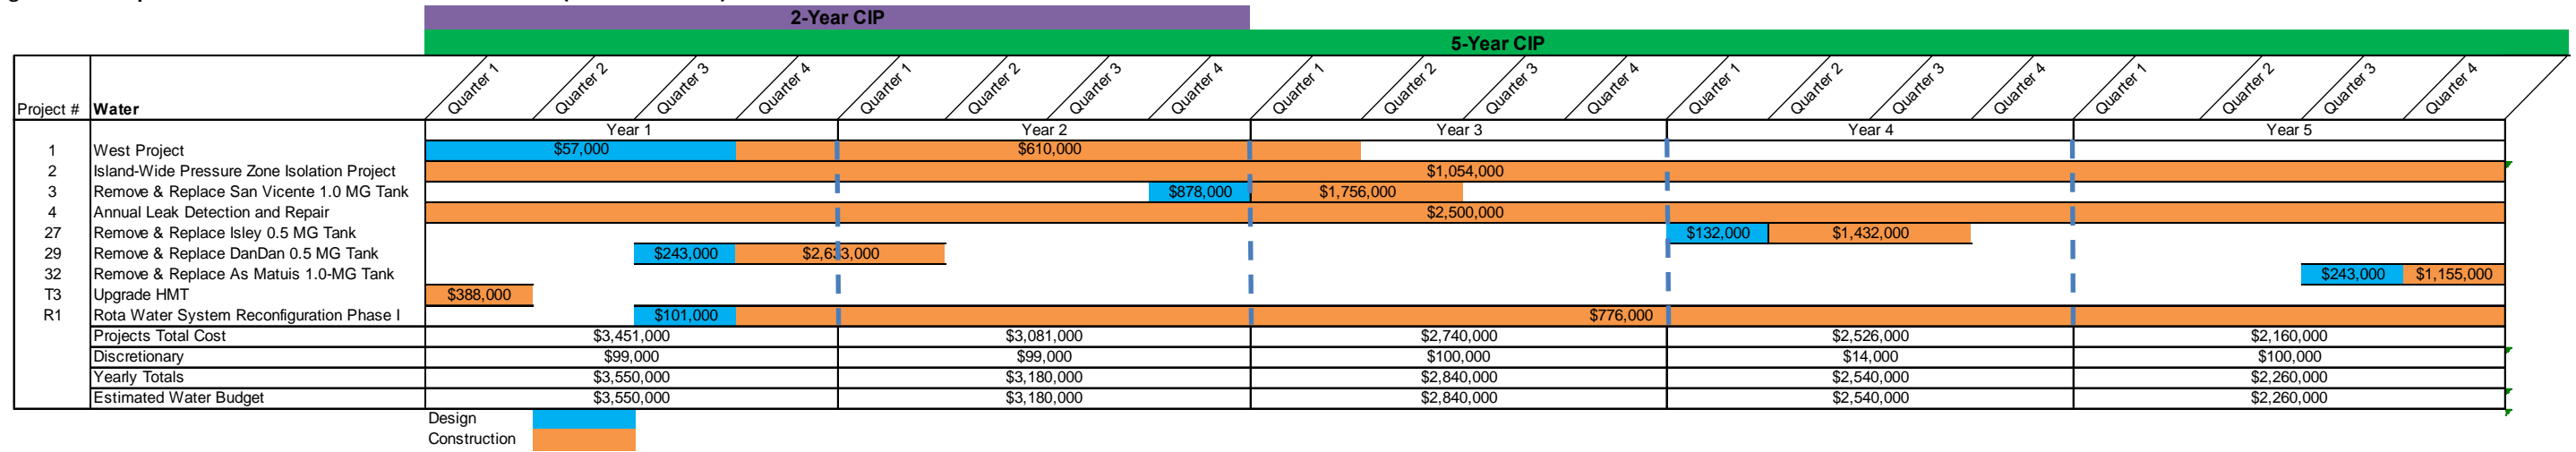 2-Year CIP
5-Year CIP
Quarter 1 Quarter 2 Quarter 3 Quarter 4 Quarter 1 Quarter 2 Quarter 3 Quarter 4 Quarter 1 Quarter 2 Quarter 3 Quarter 4 Quarter 1 Quarter 2 Quarter 3 Quarter 4 Quarter 1 Quarter 2 Quarter 3 Quarter 4
Project # Water
Year 1 Year 2 Year 3 Year 4 Year 5
1 West Project $57,000 $610,000
2 Island-Wide Pressure Zone Isolation Project $1,054,000
3 Remove & Replace San Vicente 1.0 MG Tank $878,000 $1,756,000
4 Annual Leak Detection and Repair $2,500,000
27 Remove & Replace Isley 0.5 MG Tank $132,000 $1,432,000
29 Remove & Replace DanDan 0.5 MG Tank $243,000 $2,633,000
32 Remove & Replace As Matuis 1.0-MG Tank $243,000 $1,155,000
T3 Upgrade HMT $388,000
R1 Rota Water System Reconfiguration Phase I $101,000 $776,000
Projects Total Cost $3,451,000 $3,081,000 $2,740,000 $2,526,000 $2,160,000
Discretionary $99,000 $99,000 $100,000 $14,000 $100,000
Yearly Totals $3,550,000 $3,180,000 $2,840,000 $2,540,000 $2,260,000
Estimated Water Budget $3,550,000 $3,180,000 $2,840,000 $2,540,000 $2,260,000
Design
Construction